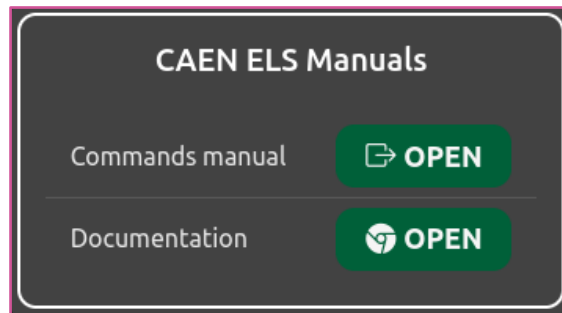 CAEN ELS Manuals
Commands manual OPEN
Documentation OPEN